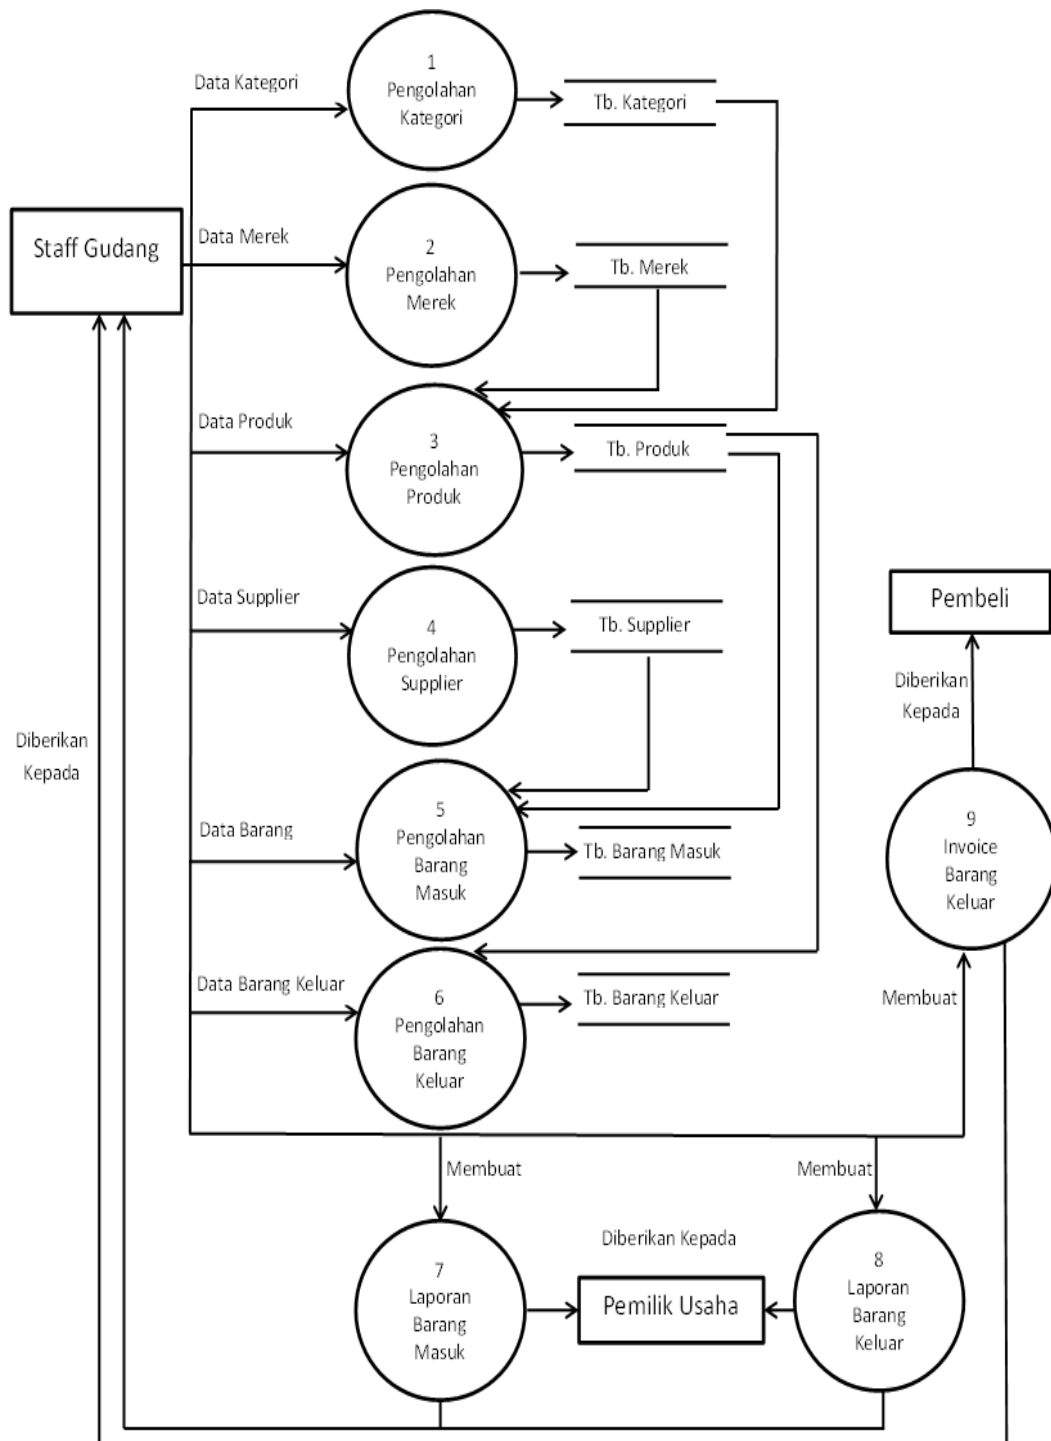 1
Pengolahan
Kategori
Data Kategori
Tb. Kategori
Staff Gudang
Data Merek
2
Pengolahan
Merek
Tb. Merek
Data Produk
3
Pengolahan
Produk
Tb. Produk
Data Supplier
4
Pengolahan
Supplier
Tb. Supplier
Pembeli
Diberikan
Kepada
Diberikan
Kepada
Data Barang
5
Pengolahan
Barang
Masuk
Tb. Barang Masuk
9
Invoice
Barang
Keluar
Data Barang Keluar
6
Pengolahan
Barang
Keluar
Tb. Barang Keluar
Membuat
Membuat
Membuat
7
Laporan
Barang
Masuk
Diberikan Kepada
Pemilik Usaha
8
Laporan
Barang
Keluar